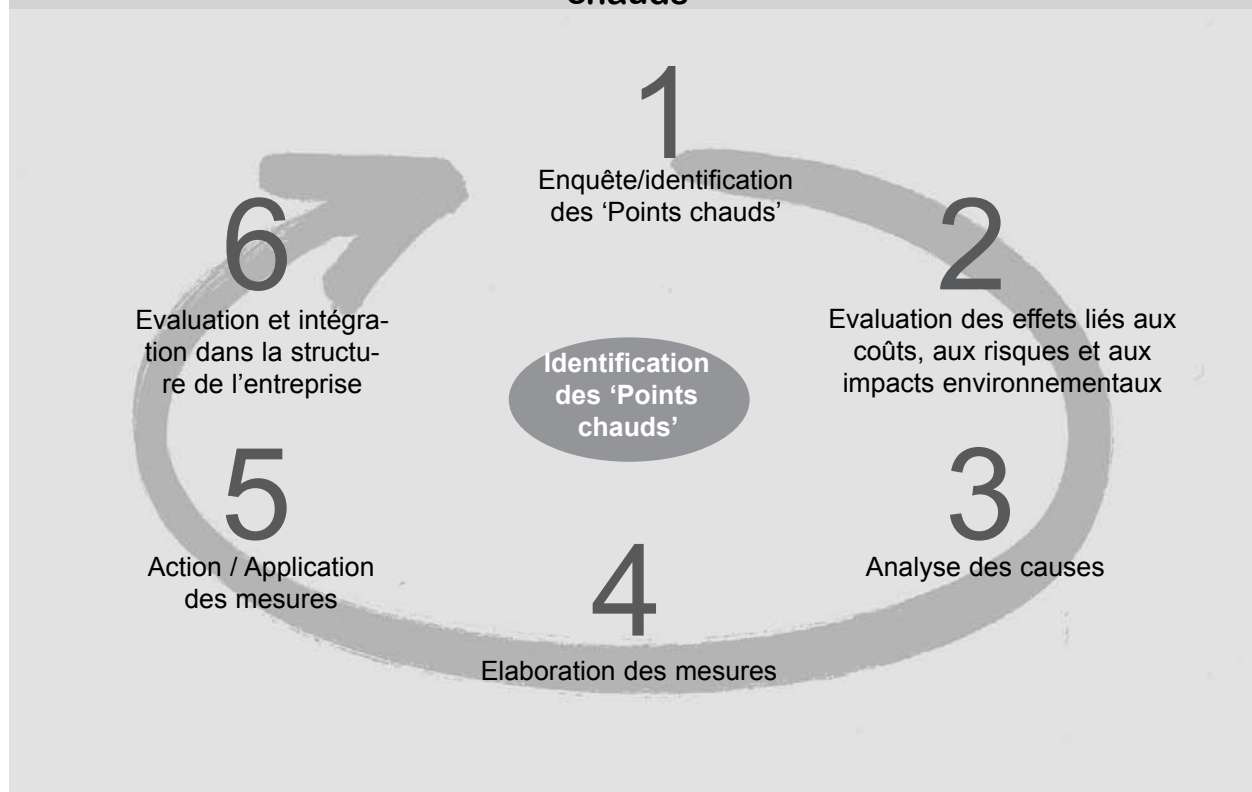 chauds
1
Enquête/identification
des ‘Points chauds’
2
Evaluation des effets liés aux
coûts, aux risques et aux
impacts environnementaux
3
Analyse des causes
4
Elaboration des mesures
5
Action / Application
des mesures
6
Evaluation et intégra-
tion dans la structu-
re de l’entreprise
Identification
des ‘Points
chauds’